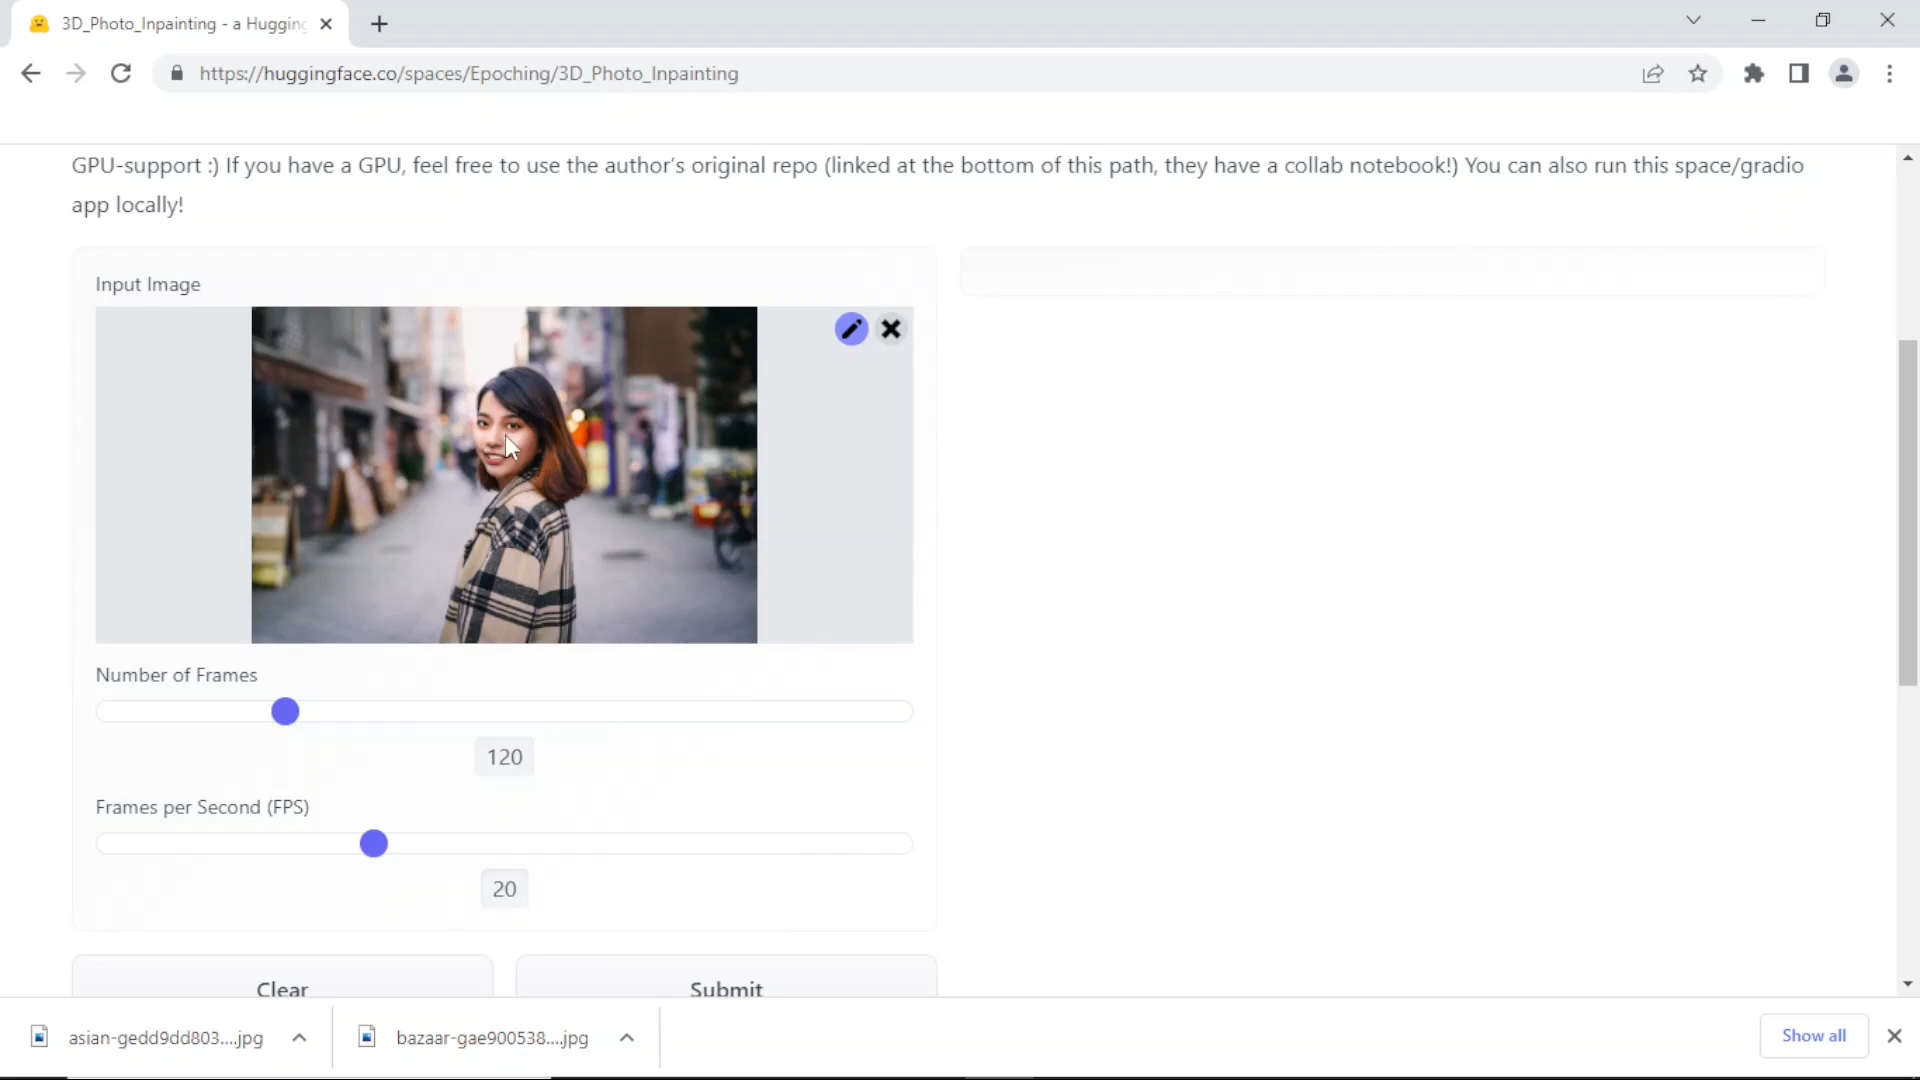 3D_Photo_Inpainting - a Hugging
https://huggingface.co/spaces/Epoching/3D_Photo_Inpainting
GPU-support :) If you have a GPU, feel free to use the author's original repo (linked at the bottom of this path, they have a collab notebook!) You can also run this space/gradio
app locally!
Input Image
Number of Frames
120
Frames per Second (FPS)
20
Clear
Submit
asian-gedd9dd803....jpg
bazaar-gae900538....jpg
Show all